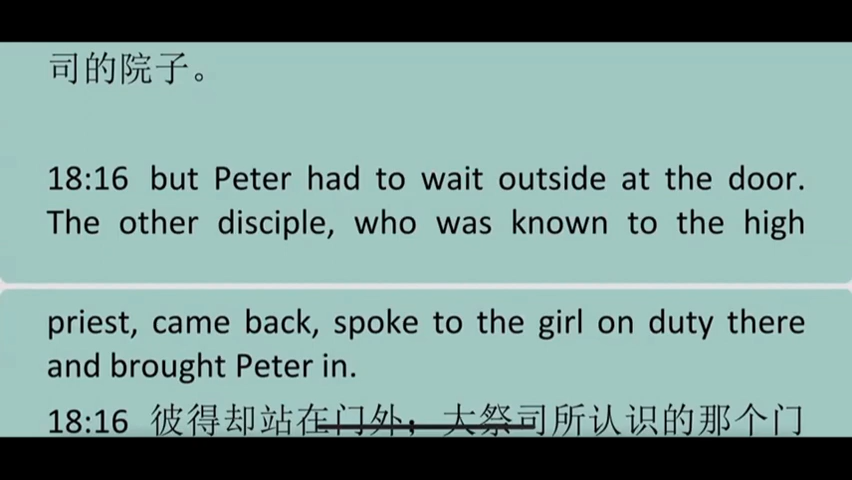 司的院子。
18:16 but Peter had to wait outside at the door.
The other disciple, who was known to the high
priest, came back, spoke to the girl on duty there
and brought Peter in.
18:16 彼得却站在门外；大祭司所认识的那个门